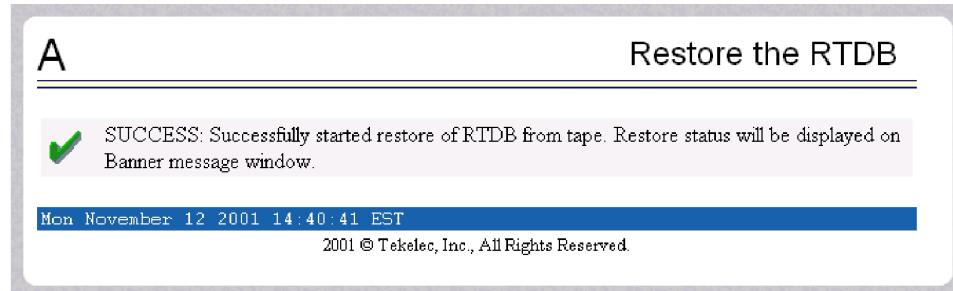 A
Restore the RTDB
SUCCESS: Successfully started restore of RTDB from tape. Restore status will be displayed on
Banner message window.
Mon November 12 2001 14:40:41 EST
2001 © Tekelec, Inc., All Rights Reserved.